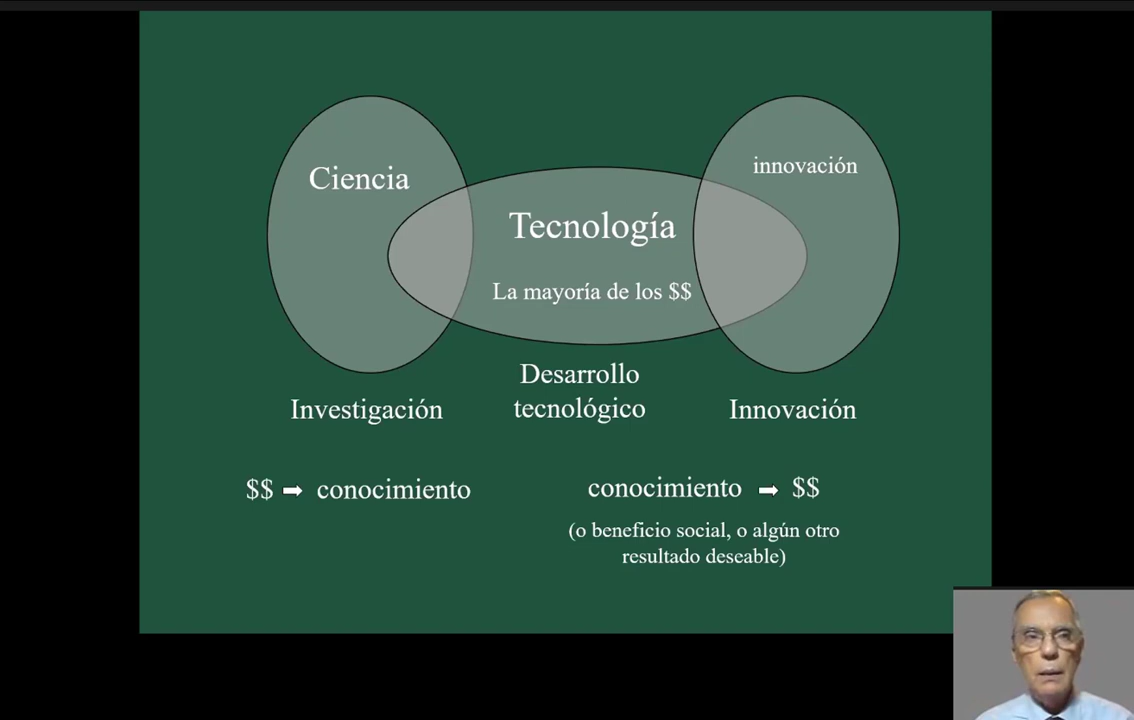 Ciencia
innovación
Tecnología
La mayoría de los $$
Desarrollo
tecnológico
Investigación
Innovación
$$ ➡ conocimiento
conocimiento ➡ $$
(o beneficio social, o algún otro
resultado deseable)